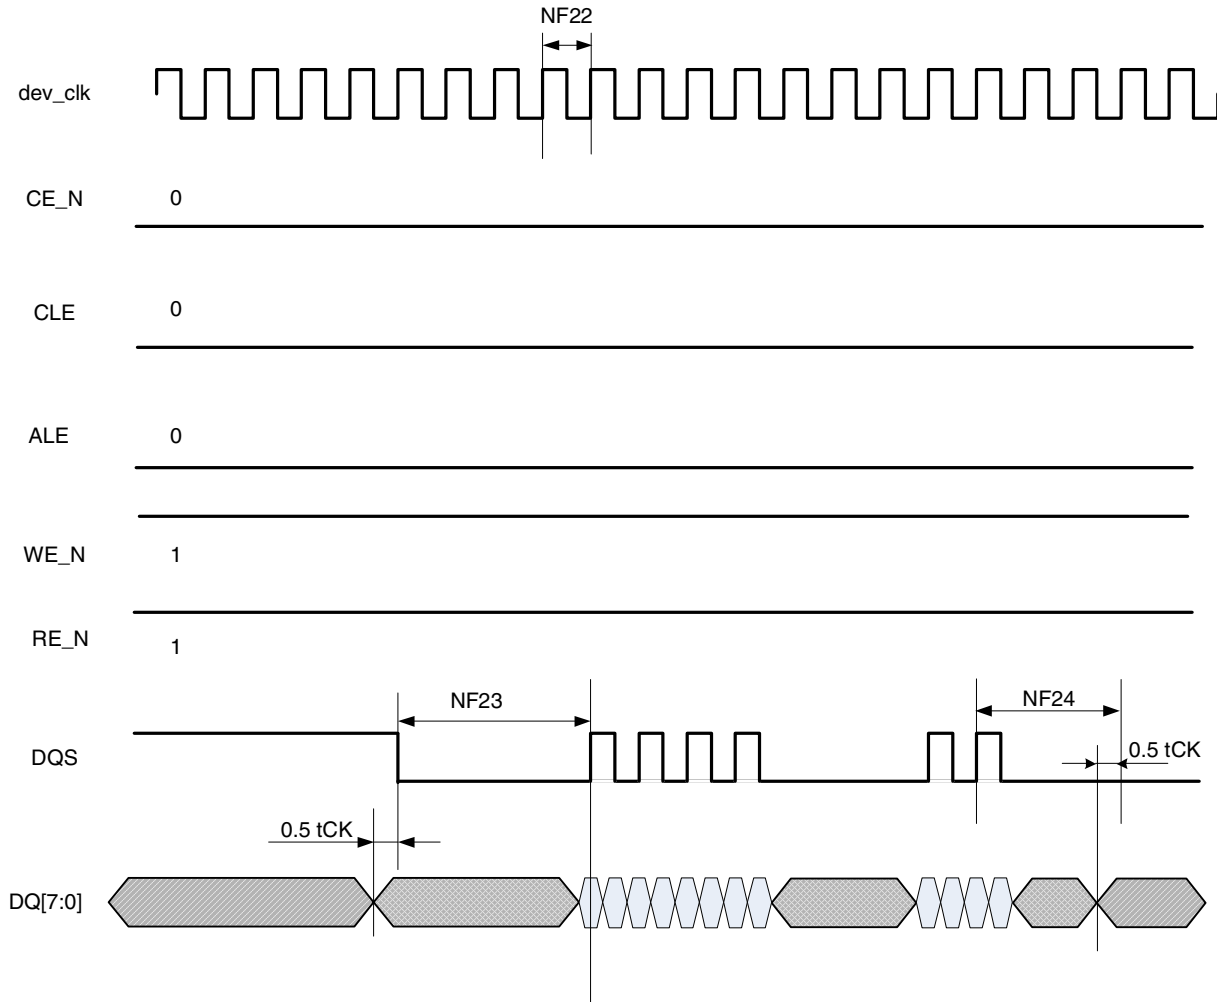 NF22
dev_clk
CE_N 0
CLE 0
ALE 0
WE_N 1
RE_N 1
NF23
NF24
DQS
0.5 tCK
0.5 tCK
DQ[7:0]